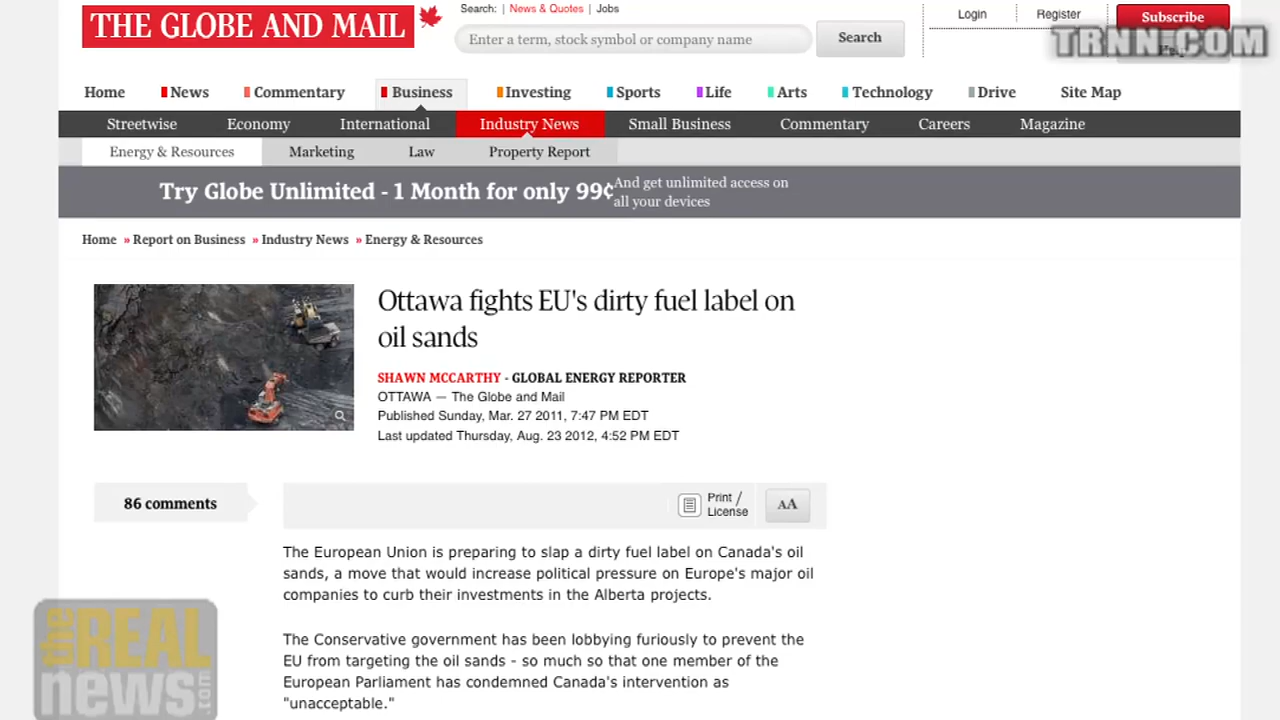 THE GLOBE AND MAIL
Search: | News & Quotes | Jobs
Enter a term, stock symbol or company name
Search
Login
Register
Subscribe
Help
TRNN.COM
Home
News
Commentary
Business
Investing
Sports
Life
Arts
Technology
Drive
Site Map
Streetwise
Economy
International
Industry News
Small Business
Commentary
Careers
Magazine
Energy & Resources
Marketing
Law
Property Report
Try Globe Unlimited - 1 Month for only 99¢
And get unlimited access on
all your devices
Home » Report on Business » Industry News » Energy & Resources
Ottawa fights EU's dirty fuel label on
oil sands
SHAWN MCCARTHY - GLOBAL ENERGY REPORTER
OTTAWA — The Globe and Mail
Published Sunday, Mar. 27 2011, 7:47 PM EDT
Last updated Thursday, Aug. 23 2012, 4:52 PM EDT
86 comments
Print /
License
AA
The European Union is preparing to slap a dirty fuel label on Canada's oil
sands, a move that would increase political pressure on Europe's major oil
companies to curb their investments in the Alberta projects.
The Conservative government has been lobbying furiously to prevent the
EU from targeting the oil sands - so much so that one member of the
European Parliament has condemned Canada's intervention as
"unacceptable."
the
REAL
news.com